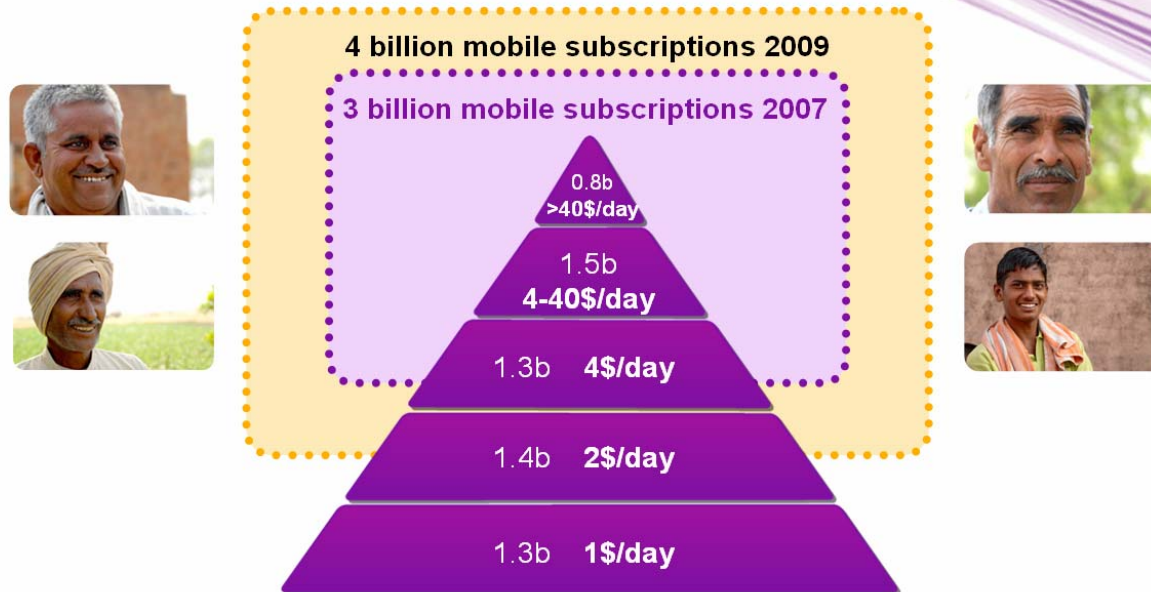 4 billion mobile subscriptions 2009
3 billion mobile subscriptions 2007
0.8b
>40$/day
1.5b
4-40$/day
1.3b 4$/day
1.4b 2$/day
1.3b 1$/day